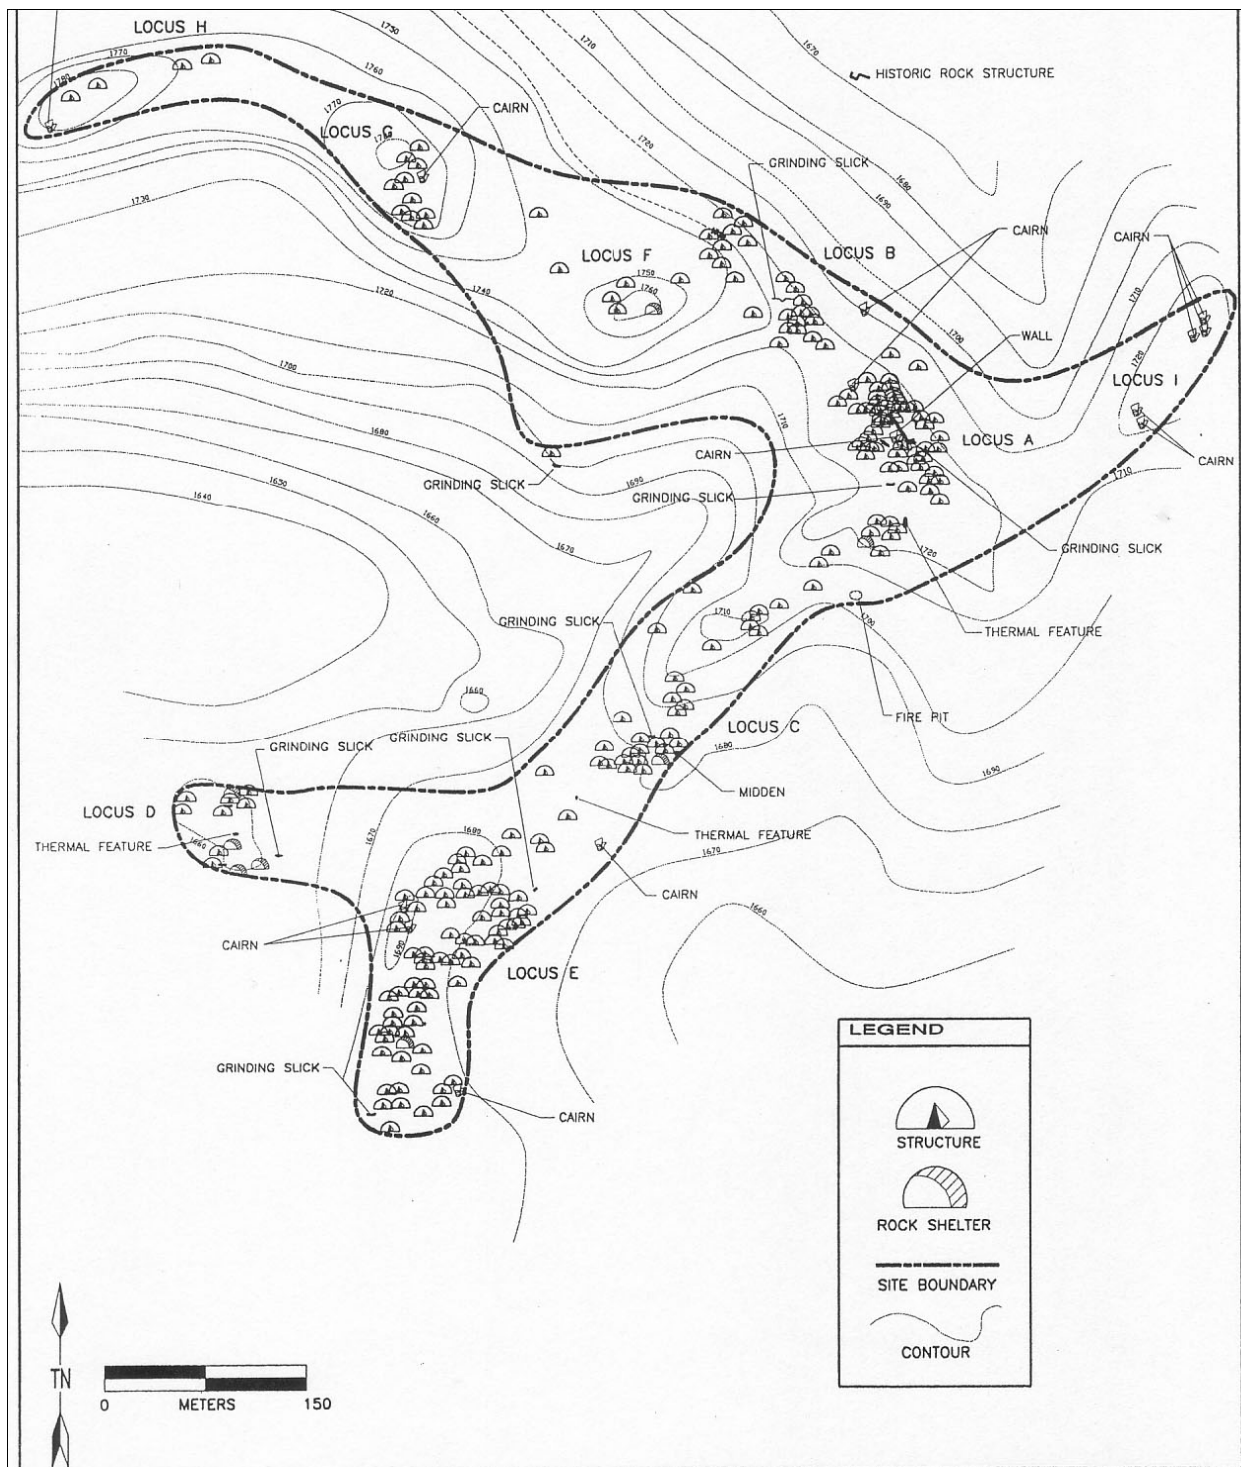 LOCUS H
1750
1710
1670
1770
1760
HISTORIC ROCK STRUCTURE
1780
1770
CAIRN
LOCUS G
1720
GRINDING SLICK
1680
1730
1690
CAIRN
CAIRN
LOCUS F
LOCUS B
1750
1740
1760
1710
1720
1700
WALL
1700
1720
LOCUS I
LOCUS A
1680
CAIRN
CAIRN
GRINDING SLICK
1690
GRINDING SLICK
1710
1640
1660
1670
1720
GRINDING SLICK
1710
GRINDING SLICK
1700
THERMAL FEATURE
1660
FIRE PIT
GRINDING SLICK
GRINDING SLICK
LOCUS C
1680
1690
MIDDEN
LOCUS D
1670
1680
THERMAL FEATURE
THERMAL FEATURE
1660
1670
CAIRN
1660
CAIRN
1690
LOCUS E
GRINDING SLICK
CAIRN
LEGEND
STRUCTURE
ROCK SHELTER
SITE BOUNDARY
CONTOUR
TN
0 METERS 150